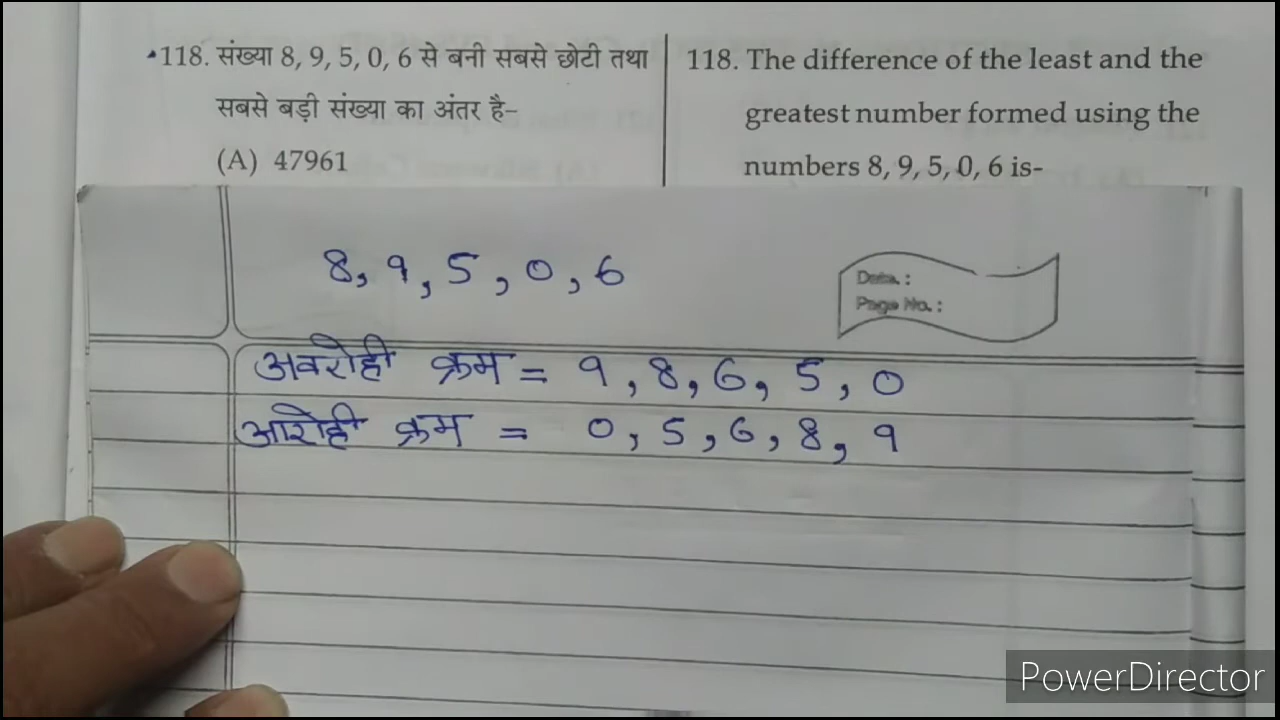 118. संख्या 8, 9, 5, 0, 6 से बनी सबसे छोटी तथा
सबसे बड़ी संख्या का अंतर है-
(A) 47961
118. The difference of the least and the
greatest number formed using the
numbers 8, 9, 5, 0, 6 is-
8, 9, 5, 0, 6
Date. :
Page No. :
अवरोही क्रम = 9, 8, 6, 5, 0
आरोही क्रम = 0, 5, 6, 8, 9
PowerDirector